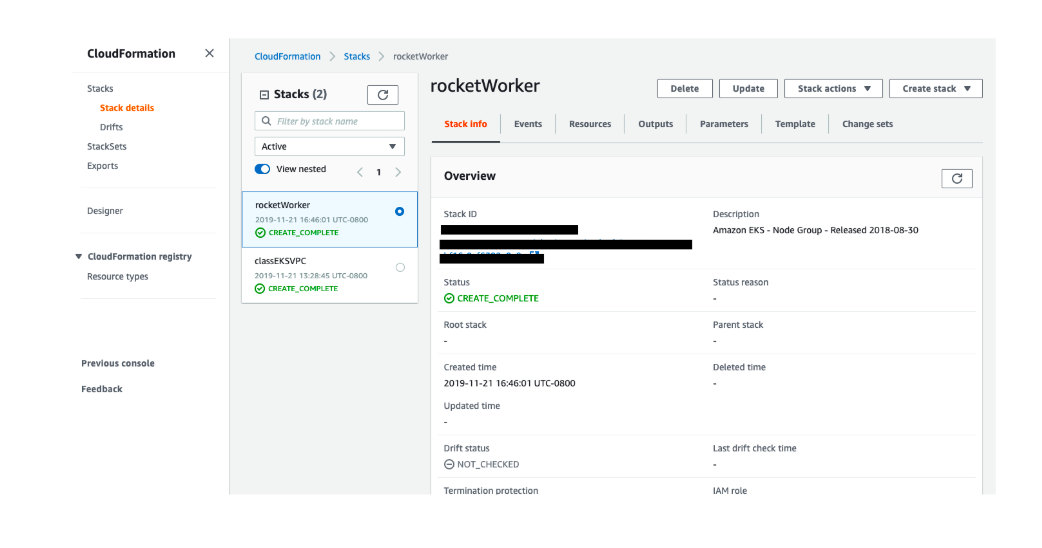 CloudFormation
Stacks
Stack details
Drifts
StackSets
Exports
Designer
CloudFormation registry
Resource types
Previous console
Feedback
CloudFormation > Stacks > rocketWorker
Stacks (2)
Filter by stack name
Active
View nested
< 1 >
rocketWorker
2019-11-21 16:46:01 UTC-0800
CREATE_COMPLETE
classEKSVPC
2019-11-21 13:28:45 UTC-0800
CREATE_COMPLETE
rocketWorker
Delete Update Stack actions Create stack
Stack info Events Resources Outputs Parameters Template Change sets
Overview
Stack ID
Description
Amazon EKS - Node Group - Released 2018-08-30
Status
CREATE_COMPLETE
Status reason
-
Root stack
-
Parent stack
-
Created time
2019-11-21 16:46:01 UTC-0800
Deleted time
-
Updated time
-
Drift status
NOT_CHECKED
Last drift check time
-
Termination protection
IAM role